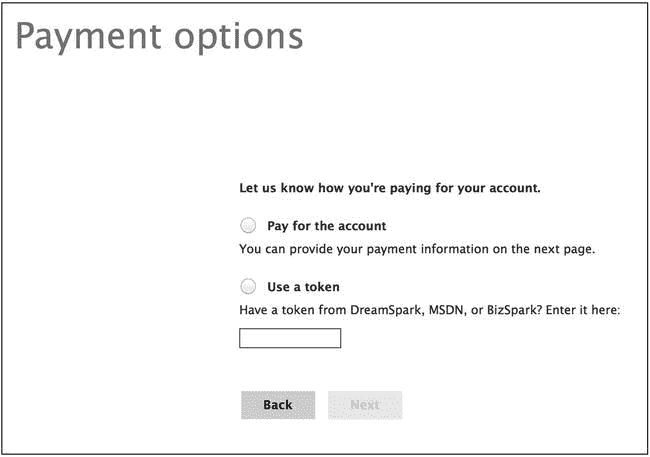 Payment options
Let us know how you're paying for your account.
Pay for the account
You can provide your payment information on the next page.
Use a token
Have a token from DreamSpark, MSDN, or BizSpark? Enter it here:
Back Next